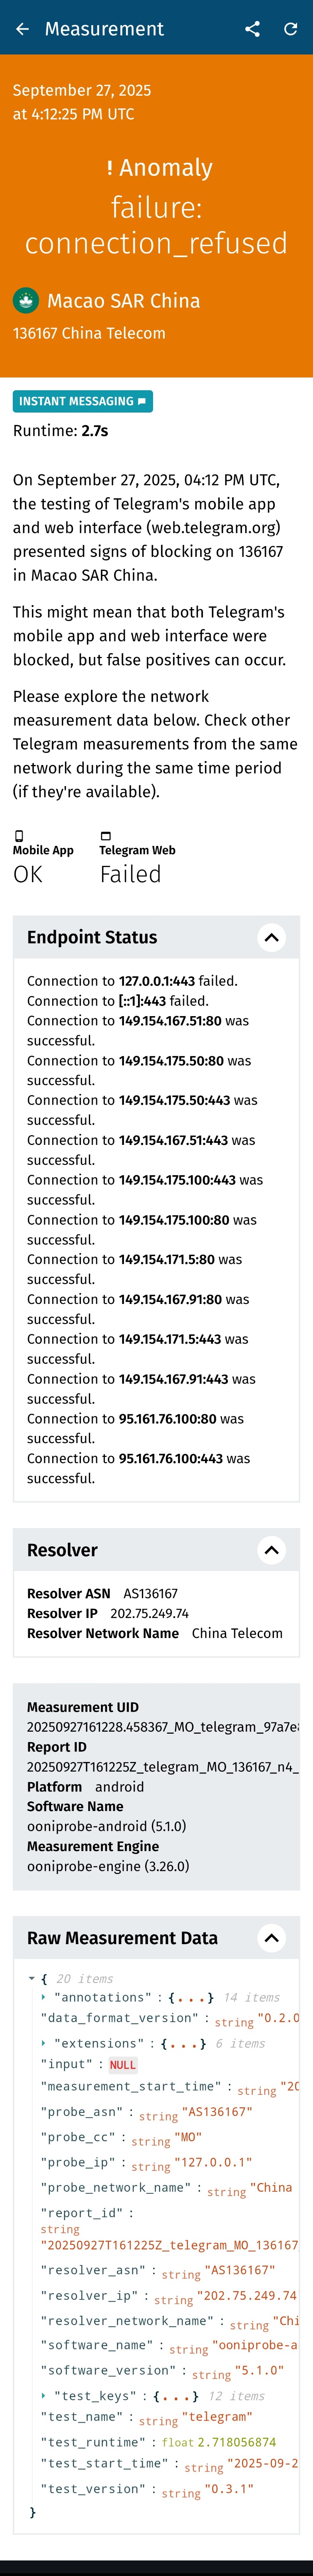 Measurement
September 27, 2025
at 4:12:25 PM UTC
! Anomaly
failure:
connection_refused
Macao SAR China
136167 China Telecom
INSTANT MESSAGING
Runtime: 2.7s
On September 27, 2025, 04:12 PM UTC,
the testing of Telegram's mobile app
and web interface (web.telegram.org)
presented signs of blocking on 136167
in Macao SAR China.
This might mean that both Telegram's
mobile app and web interface were
blocked, but false positives can occur.
Please explore the network
measurement data below. Check other
Telegram measurements from the same
network during the same time period
(if they're available).
Mobile App Telegram Web
OK Failed
Endpoint Status
Connection to 127.0.0.1:443 failed.
Connection to [::1]:443 failed.
Connection to 149.154.167.51:80 was
successful.
Connection to 149.154.175.50:80 was
successful.
Connection to 149.154.175.50:443 was
successful.
Connection to 149.154.167.51:443 was
successful.
Connection to 149.154.175.100:443 was
successful.
Connection to 149.154.175.100:80 was
successful.
Connection to 149.154.171.5:80 was
successful.
Connection to 149.154.167.91:80 was
successful.
Connection to 149.154.171.5:443 was
successful.
Connection to 149.154.167.91:443 was
successful.
Connection to 95.161.76.100:80 was
successful.
Connection to 95.161.76.100:443 was
successful.
Resolver
Resolver ASN AS136167
Resolver IP 202.75.249.74
Resolver Network Name China Telecom
Measurement UID
20250927161228.458367_MO_telegram_97a7e
Report ID
20250927T161225Z_telegram_MO_136167_n4_
Platform android
Software Name
ooniprobe-android (5.1.0)
Measurement Engine
ooniprobe-engine (3.26.0)
Raw Measurement Data
{ 20 items
"annotations" : {...} 14 items
"data_format_version" : string "0.2.0
"extensions" : {...} 6 items
"input" : NULL
"measurement_start_time" : string "20
"probe_asn" : string "AS136167"
"probe_cc" : string "MO"
"probe_ip" : string "127.0.0.1"
"probe_network_name" : string "China
"report_id" :
string
"20250927T161225Z_telegram_MO_136167
"resolver_asn" : string "AS136167"
"resolver_ip" : string "202.75.249.74
"resolver_network_name" : string "Chi
"software_name" : string "ooniprobe-a
"software_version" : string "5.1.0"
"test_keys" : {...} 12 items
"test_name" : string "telegram"
"test_runtime" : float 2.718056874
"test_start_time" : string "2025-09-2
"test_version" : string "0.3.1"
}